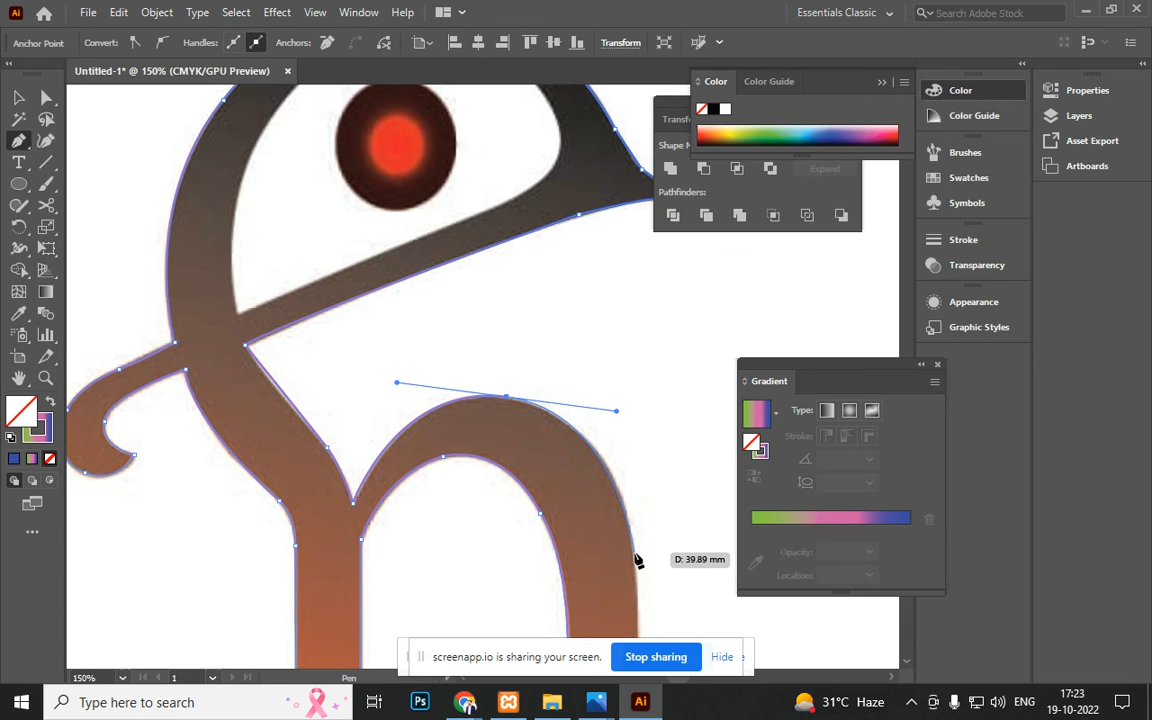 File Edit Object Type Select Effect View Window Help
Essentials Classic
Search Adobe Stock
Anchor Point Convert: Handles: Anchors: Transform
Untitled-1* @ 150% (CMYK/GPU Preview)
Color Color Guide
Shape M
Expand
Pathfinders:
Color
Color Guide
Brushes
Swatches
Symbols
Stroke
Transparency
Appearance
Graphic Styles
Properties
Layers
Asset Export
Artboards
Gradient
Type:
Stroke:
Opacity:
Location:
D: 39.89 mm
screenapp.io is sharing your screen. Stop sharing Hide
150% 1 Pen
Type here to search
31°C Haze
ENG
17:23
19-10-2022